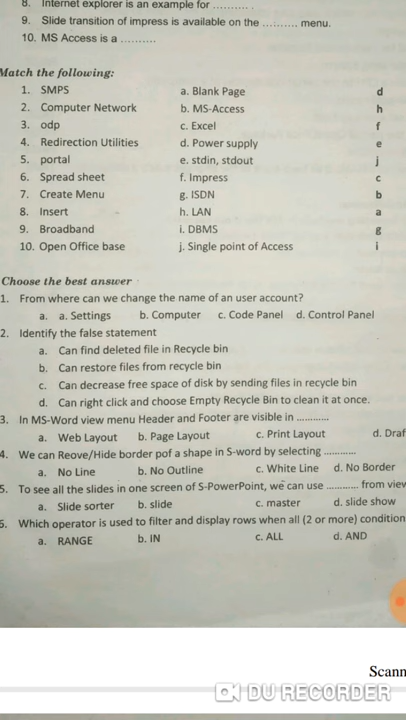 8. Internet explorer is an example for ..........
9. Slide transition of impress is available on the .......... menu.
10. MS Access is a ..........
Match the following:
1. SMPS a. Blank Page d
2. Computer Network b. MS-Access h
3. odp c. Excel f
4. Redirection Utilities d. Power supply e
5. portal e. stdin, stdout j
6. Spread sheet f. Impress c
7. Create Menu g. ISDN b
8. Insert h. LAN a
9. Broadband i. DBMS g
10. Open Office base j. Single point of Access i
Choose the best answer
1. From where can we change the name of an user account?
a. a. Settings b. Computer c. Code Panel d. Control Panel
2. Identify the false statement
a. Can find deleted file in Recycle bin
b. Can restore files from recycle bin
c. Can decrease free space of disk by sending files in recycle bin
d. Can right click and choose Empty Recycle Bin to clean it at once.
3. In MS-Word view menu Header and Footer are visible in ..........
a. Web Layout b. Page Layout c. Print Layout d. Draf
4. We can Reove/Hide border pof a shape in S-word by selecting ..........
a. No Line b. No Outline c. White Line d. No Border
5. To see all the slides in one screen of S-PowerPoint, we can use .......... from view
a. Slide sorter b. slide c. master d. slide show
6. Which operator is used to filter and display rows when all (2 or more) condition
a. RANGE b. IN c. ALL d. AND
Scann
DU RECORDER